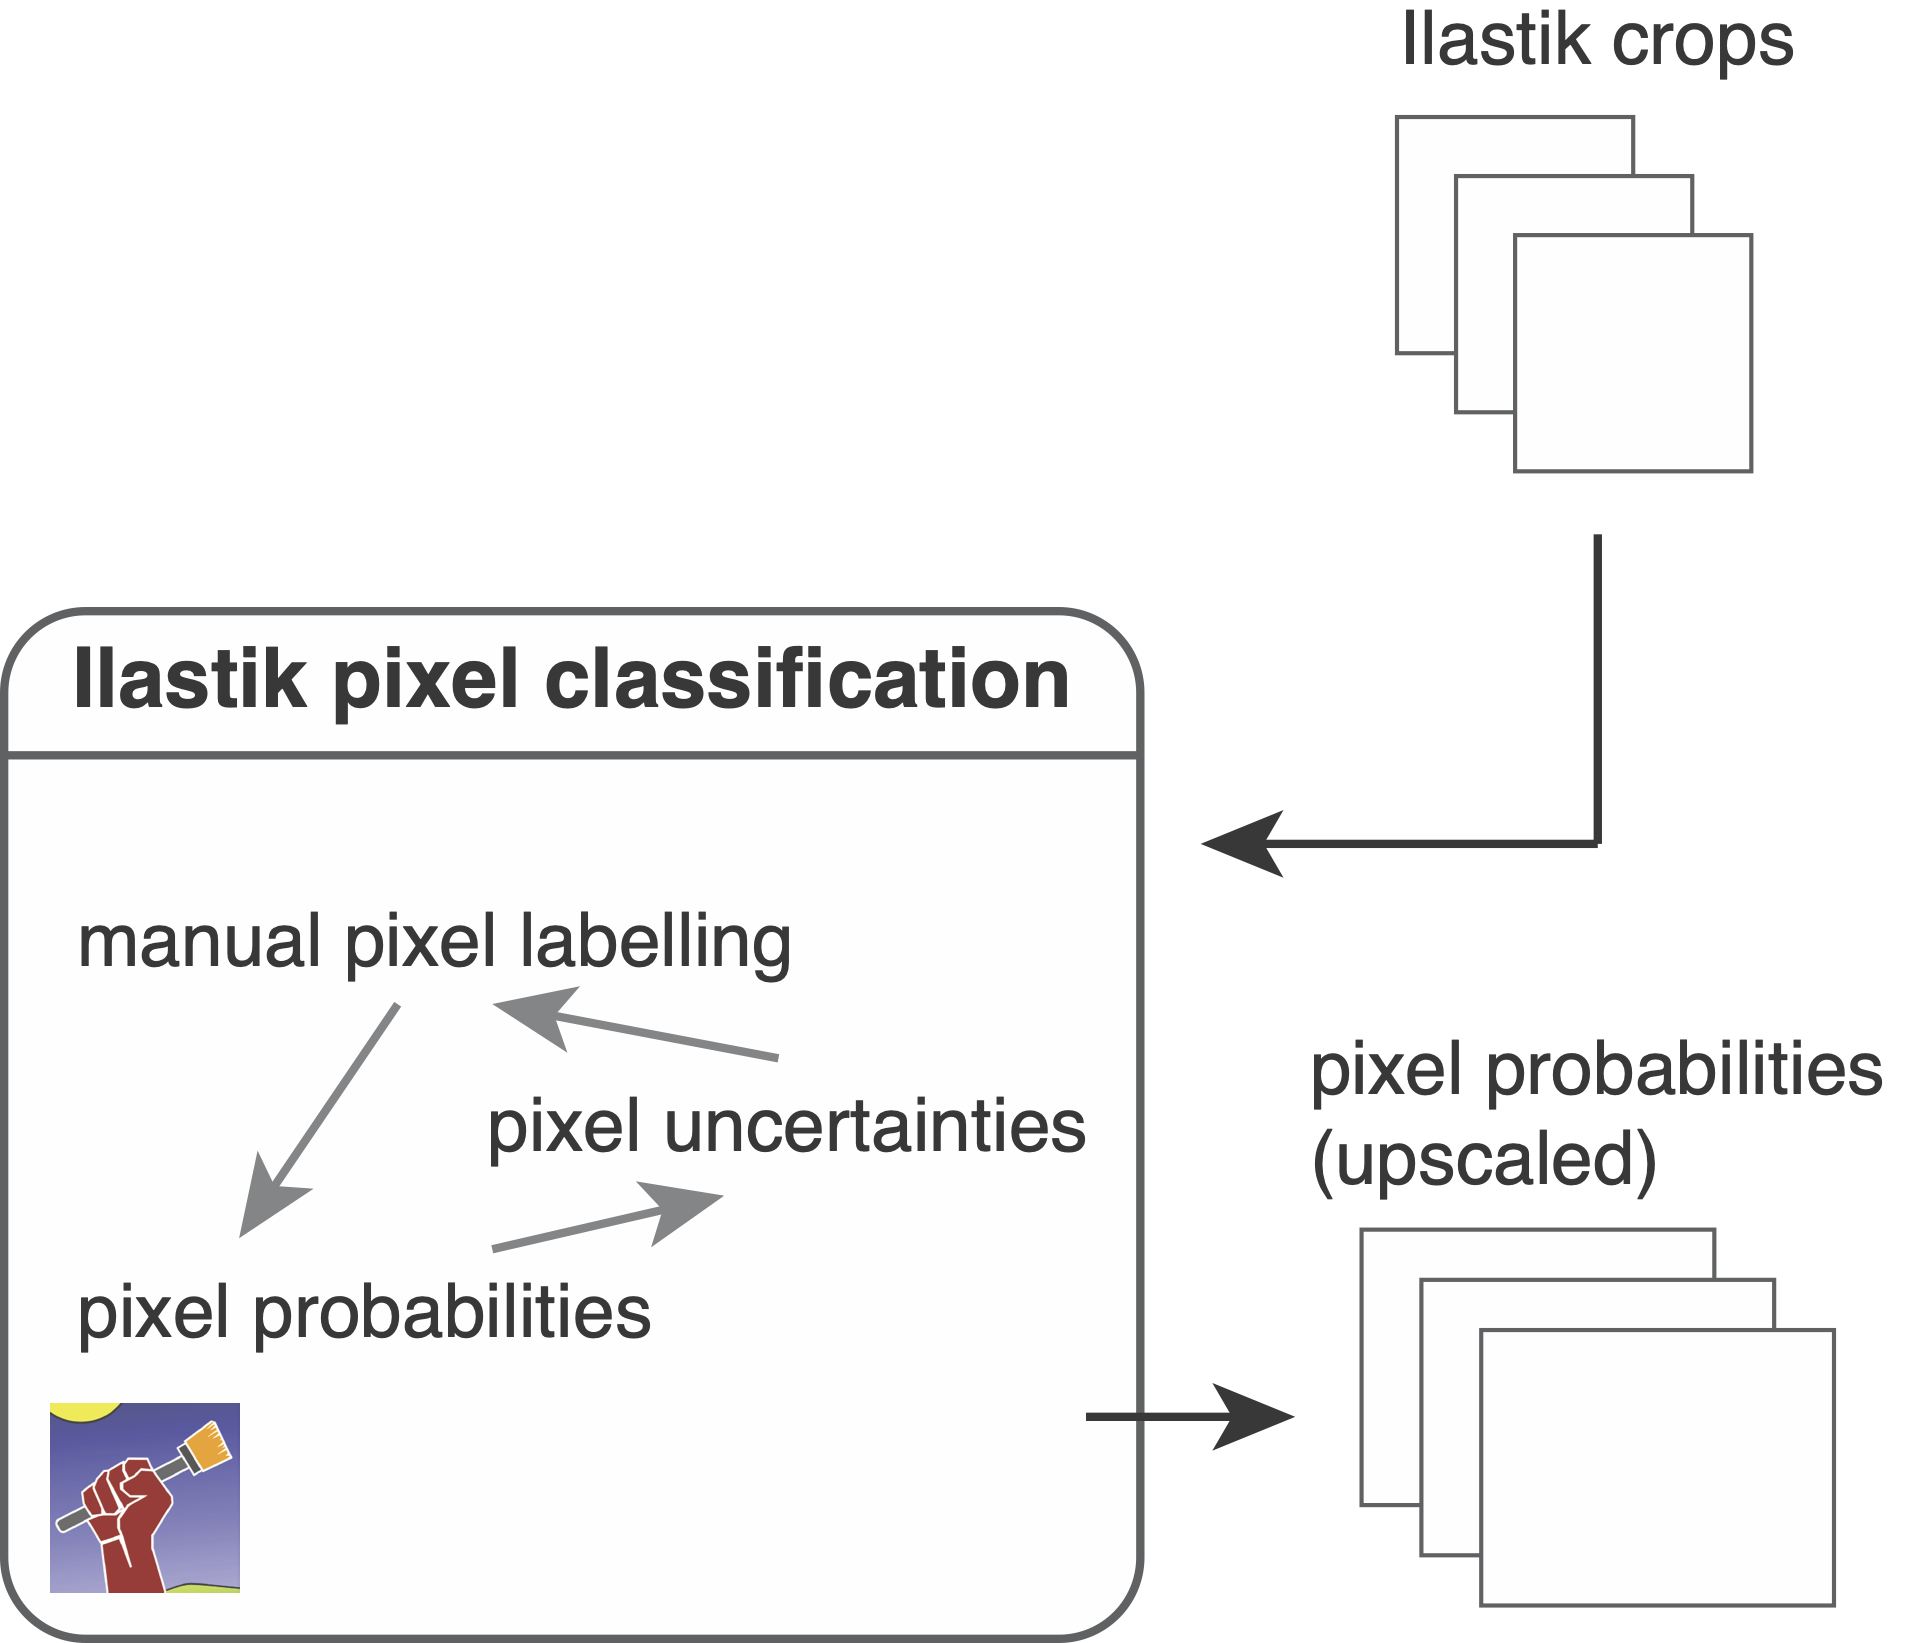 Ilastik crops
Ilastik pixel classification
manual pixel labelling
pixel uncertainties
pixel probabilities
pixel probabilities
(upscaled)